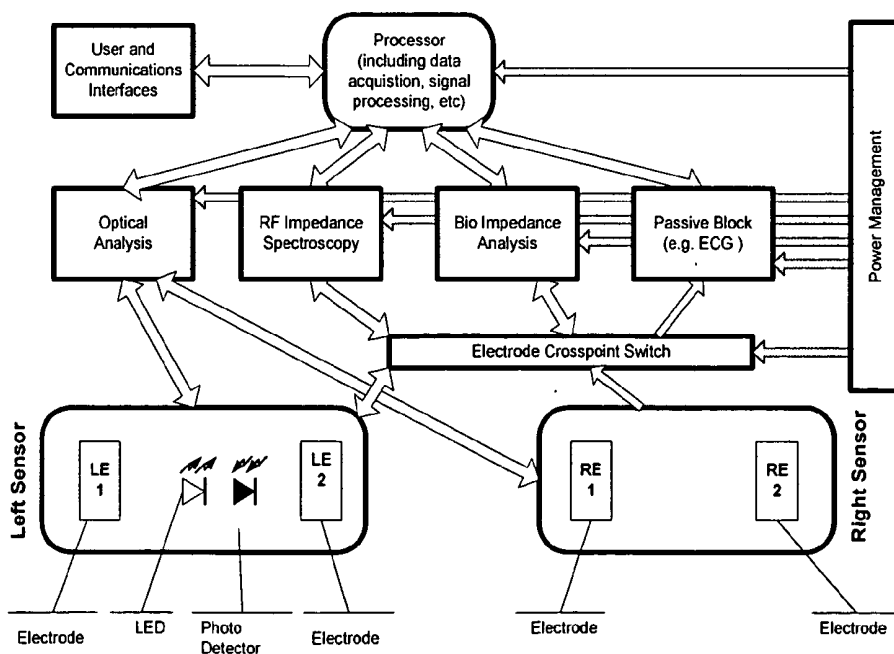 User and
Communications
Interfaces
Processor
(including data
acquistion, signal
processing, etc)
Power Management
Optical
Analysis
RF Impedance
Spectroscopy
Bio Impedance
Analysis
Passive Block
(e.g. ECG )
Electrode Crosspoint Switch
Left Sensor
LE
1
LE
2
RE
1
RE
2
Right Sensor
Electrode
LED
Photo
Detector
Electrode
Electrode
Electrode